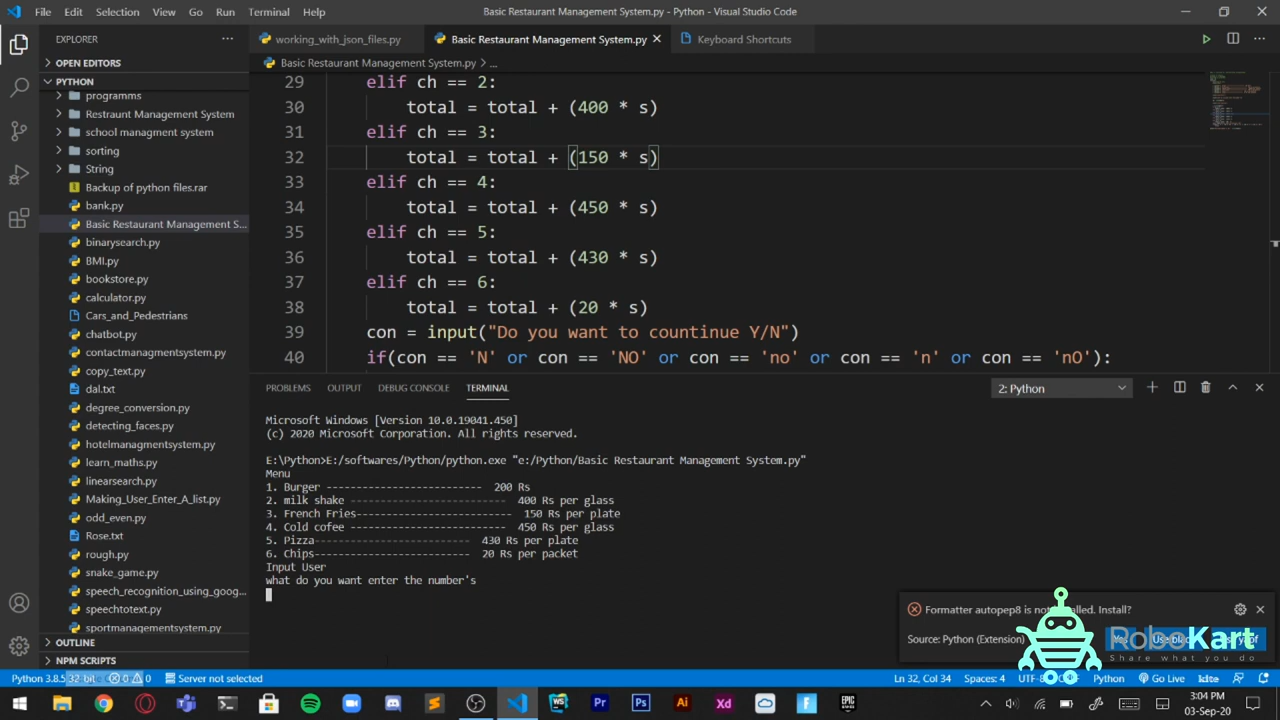 File Edit Selection View Go Run Terminal Help
Basic Restaurant Management System.py - Python - Visual Studio Code
EXPLORER
working_with_json_files.py
Basic Restaurant Management System.py
Keyboard Shortcuts
OPEN EDITORS
Basic Restaurant Management System.py > ...
PYTHON
programms
Restraunt Management System
school managment system
sorting
String
Backup of python files.rar
bank.py
Basic Restaurant Management S...
binarysearch.py
BMI.py
bookstore.py
calculator.py
Cars_and_Pedestrians
chatbot.py
contactmanagmentsystem.py
copy_text.py
dal.txt
degree_conversion.py
detecting_faces.py
hotelmanagmentsystem.py
learn_maths.py
linearsearch.py
Making_User_Enter_A_list.py
odd_even.py
Rose.txt
rough.py
snake_game.py
speech_regonition_using_goog...
speechtotext.py
sportmanagementsystem.py
OUTLINE
NPM SCRIPTS
29 elif ch == 2:
30 total = total + (400 * s)
31 elif ch == 3:
32 total = total + (150 * s)
33 elif ch == 4:
34 total = total + (450 * s)
35 elif ch == 5:
36 total = total + (430 * s)
37 elif ch == 6:
38 total = total + (20 * s)
39 con = input("Do you want to countinue Y/N")
40 if(con == 'N' or con == 'NO' or con == 'no' or con == 'n' or con == 'nO'):
PROBLEMS OUTPUT DEBUG CONSOLE TERMINAL
2: Python
Microsoft Windows [Version 10.0.19041.450]
(c) 2020 Microsoft Corporation. All rights reserved.
E:\Python>E:/softwares/Python/python.exe "e:/Python/Basic Restaurant Management System.py"
Menu
1. Burger -------------------------- 200 Rs
2. milk shake -------------------------- 400 Rs per glass
3. French Fries-------------------------- 150 Rs per plate
4. Cold cofee -------------------------- 450 Rs per glass
5. Pizza-------------------------- 430 Rs per plate
6. Chips-------------------------- 20 Rs per packet
Input User
what do you want enter the number's
Formatter autopep8 is not installed. Install?
Source: Python (Extension)
RoboKart
Share what you do
Python 3.8.5 32-bit 0 0 Server not selected
Ln 32, Col 34 Spaces: 4 Python Go Live kite
3:04 PM
03-Sep-20